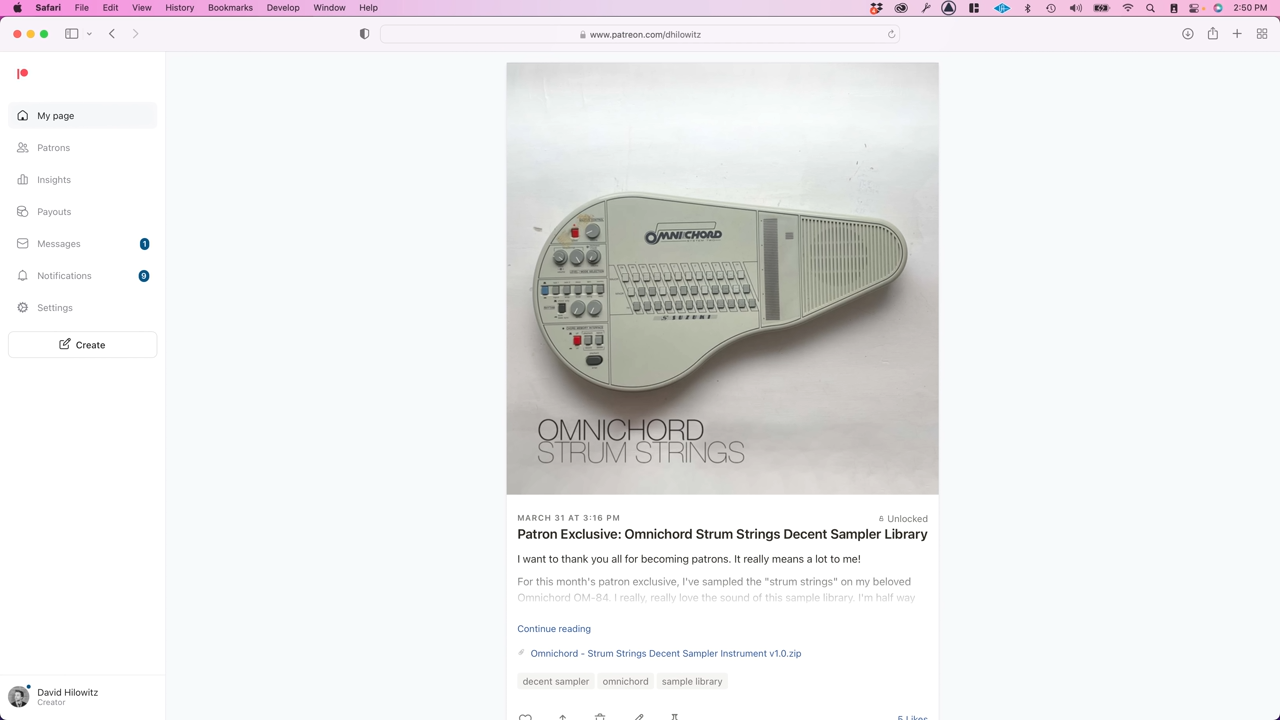 Safari File Edit View History Bookmarks Develop Window Help 2:50 PM
www.patreon.com/dhilowitz
My page
Patrons
Insights
Payouts
Messages 1
Notifications 9
Settings
Create
David Hilowitz
Creator
OMNICHORD
SUZUKI
OMNICHORD
STRUM STRINGS
MARCH 31 AT 3:16 PM
Unlocked
Patron Exclusive: Omnichord Strum Strings Decent Sampler Library
I want to thank you all for becoming patrons. It really means a lot to me!
For this month's patron exclusive, I've sampled the "strum strings" on my beloved
Omnichord OM-84. I really, really love the sound of this sample library. I'm half way
Continue reading
Omnichord - Strum Strings Decent Sampler Instrument v1.0.zip
decent sampler omnichord sample library
5 Likes